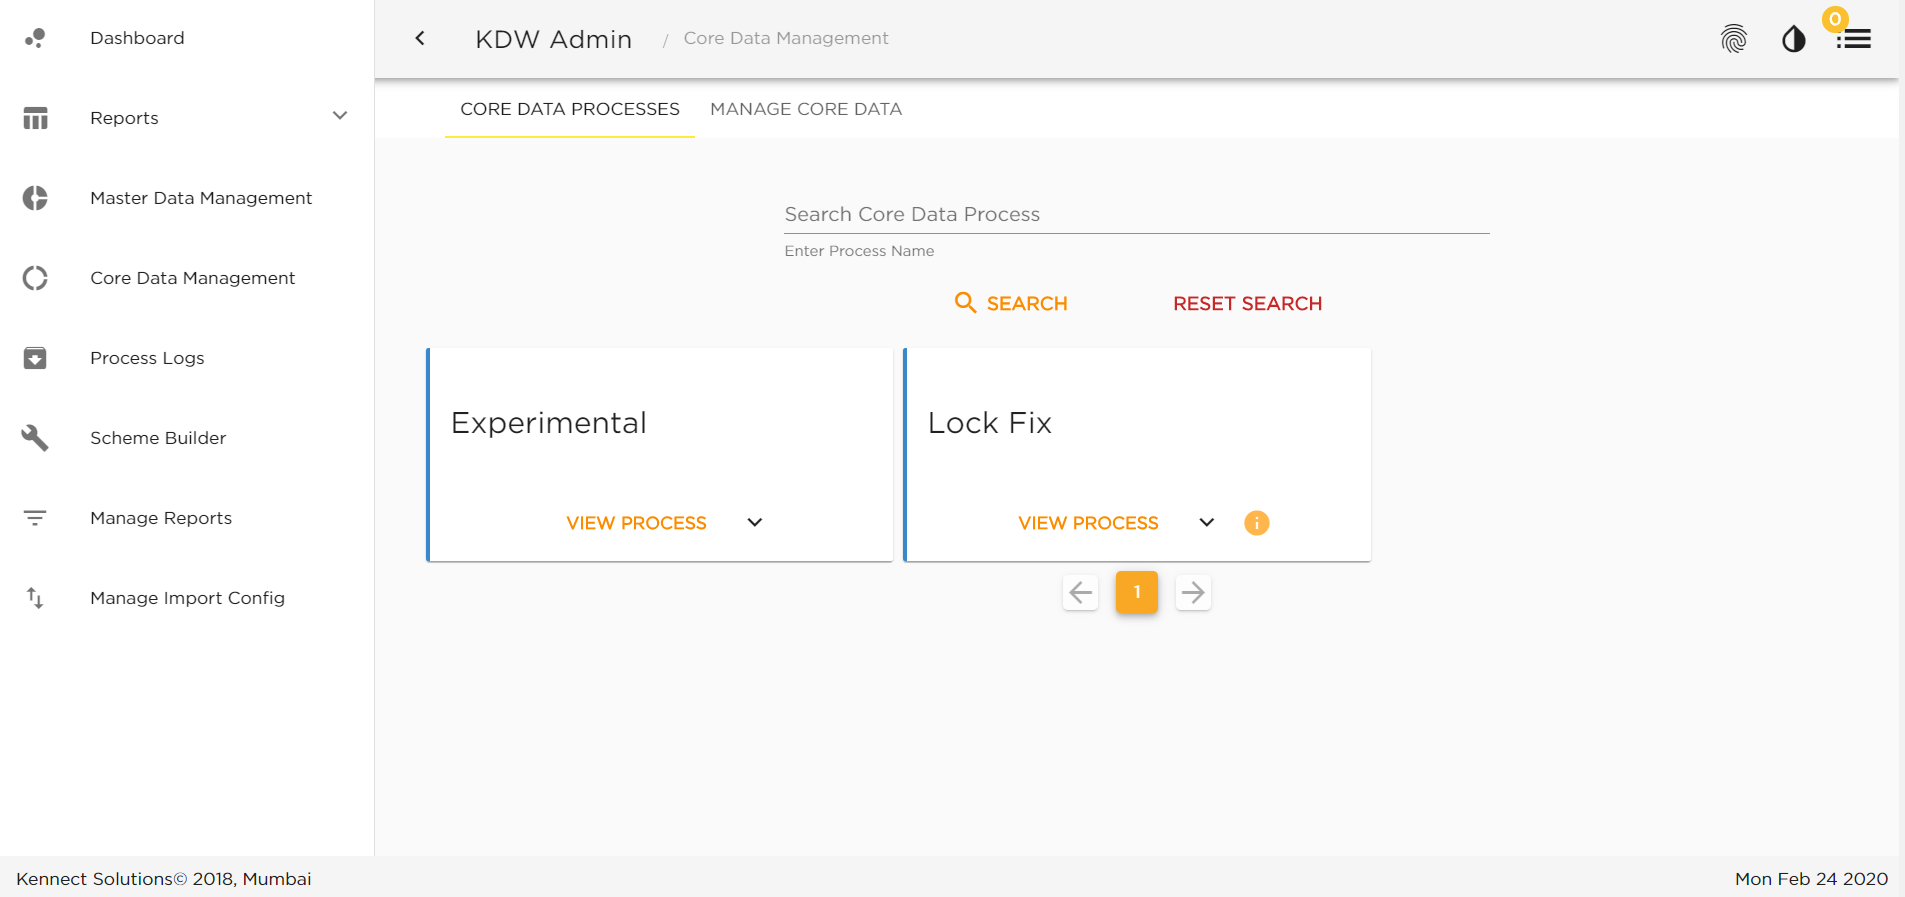 Dashboard
Reports
Master Data Management
Core Data Management
Process Logs
Scheme Builder
Manage Reports
Manage Import Config
KDW Admin / Core Data Management
0
CORE DATA PROCESSES MANAGE CORE DATA
Search Core Data Process
Enter Process Name
SEARCH RESET SEARCH
Experimental
VIEW PROCESS
Lock Fix
VIEW PROCESS
i
1
Kennect Solutions© 2018, Mumbai
Mon Feb 24 2020